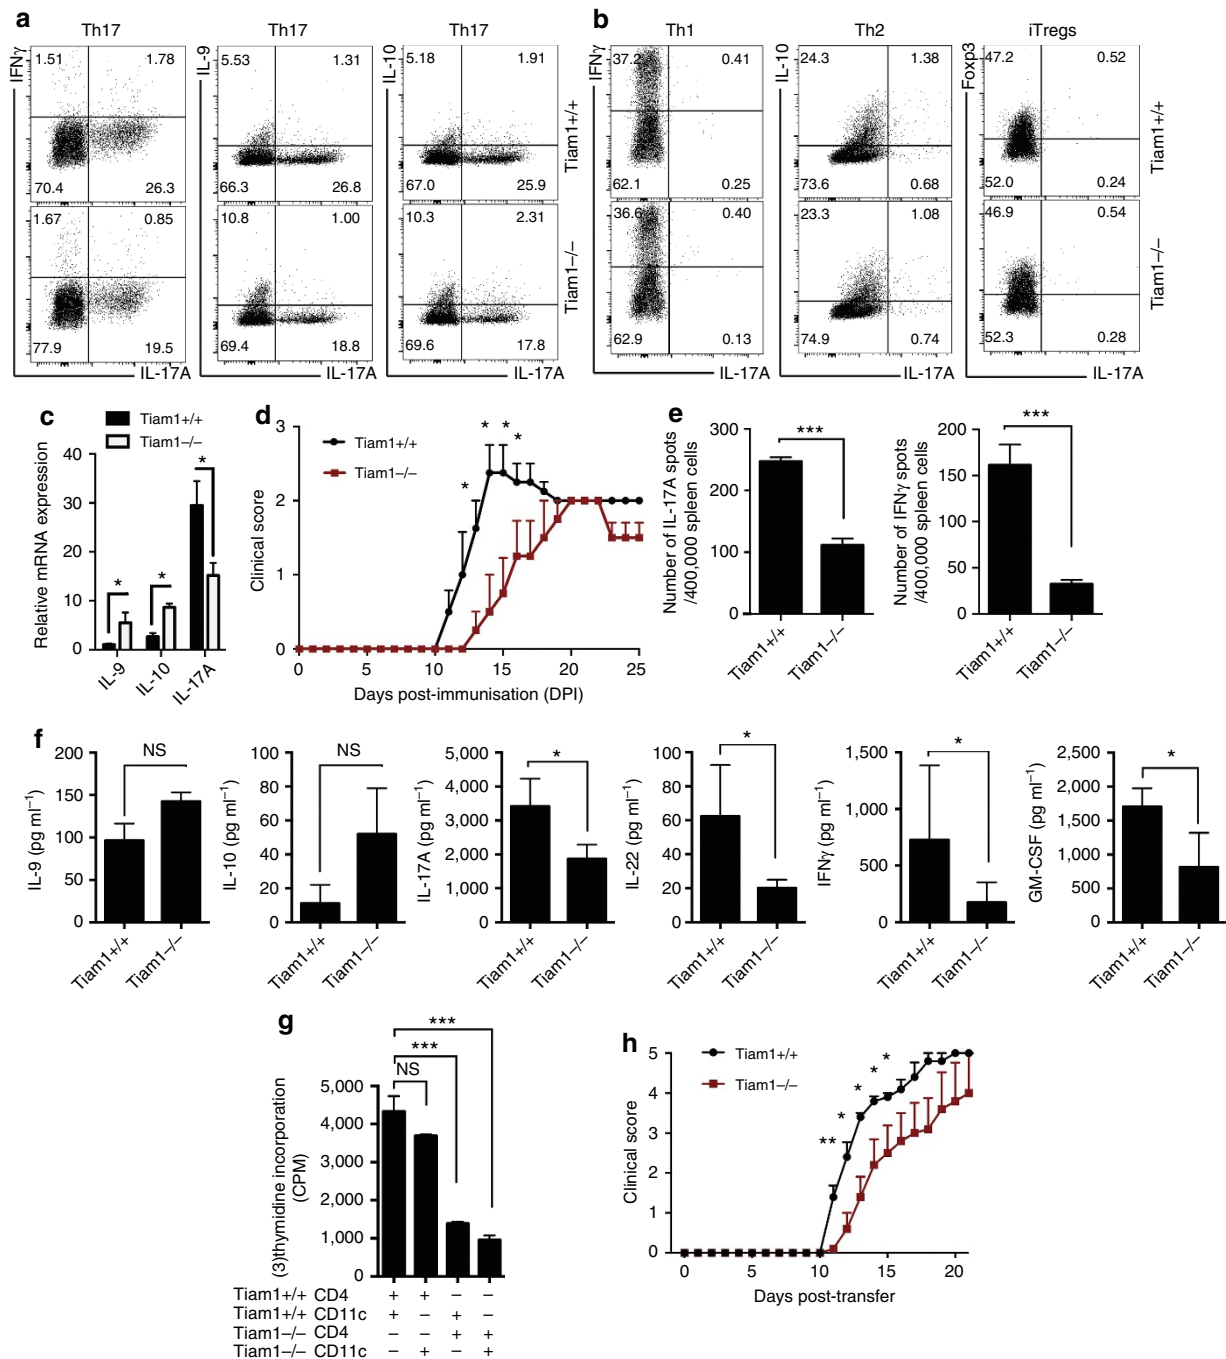 a
Th17
Th17
Th17
IFNγ
IL-9
IL-10
1.51
1.78
5.53
1.31
5.18
1.91
70.4
26.3
66.3
26.8
67.0
25.9
Tiam1+/+
1.67
0.85
10.8
1.00
10.3
2.31
77.9
19.5
69.4
18.8
69.6
17.8
Tiam1–/–
IL-17A
IL-17A
IL-17A
b
Th1
Th2
iTregs
IFNγ
IL-10
Foxp3
37.2
0.41
24.3
1.38
47.2
0.52
62.1
0.25
73.6
0.68
52.0
0.24
Tiam1+/+
36.6
0.40
23.3
1.08
46.9
0.54
62.9
0.13
74.9
0.74
52.3
0.28
Tiam1–/–
IL-17A
IL-17A
IL-17A
c
Tiam1+/+
Tiam1–/–
Relative mRNA expression
40
30
20
10
0
*
*
*
IL-9
IL-10
IL-17A
d
Tiam1+/+
Tiam1–/–
Clinical score
3
2
1
0
*
*
*
*
0
5
10
15
20
25
Days post-immunisation (DPI)
e
Number of IL-17A spots
/400,000 spleen cells
300
200
100
0
***
Tiam1+/+
Tiam1–/–
Number of IFNγ spots
/400,000 spleen cells
200
150
100
50
0
***
Tiam1+/+
Tiam1–/–
f
IL-9 (pg ml⁻¹)
200
150
100
50
0
NS
Tiam1+/+
Tiam1–/–
IL-10 (pg ml⁻¹)
100
80
60
40
20
0
NS
Tiam1+/+
Tiam1–/–
IL-17A (pg ml⁻¹)
5,000
4,000
3,000
2,000
1,000
0
*
Tiam1+/+
Tiam1–/–
IL-22 (pg ml⁻¹)
100
80
60
40
20
0
*
Tiam1+/+
Tiam1–/–
IFNγ (pg ml⁻¹)
1,500
1,000
500
0
*
Tiam1+/+
Tiam1–/–
GM-CSF (pg ml⁻¹)
2,500
2,000
1,500
1,000
500
0
*
Tiam1+/+
Tiam1–/–
g
(3)thymidine incorporation
(CPM)
5,000
4,000
3,000
2,000
1,000
0
***
***
NS
Tiam1+/+ CD4 + + – –
Tiam1+/+ CD11c + – + –
Tiam1–/– CD4 – – + +
Tiam1–/– CD11c – + – +
h
Tiam1+/+
Tiam1–/–
Clinical score
5
4
3
2
1
0
**
*
*
*
*
0
5
10
15
20
Days post-transfer